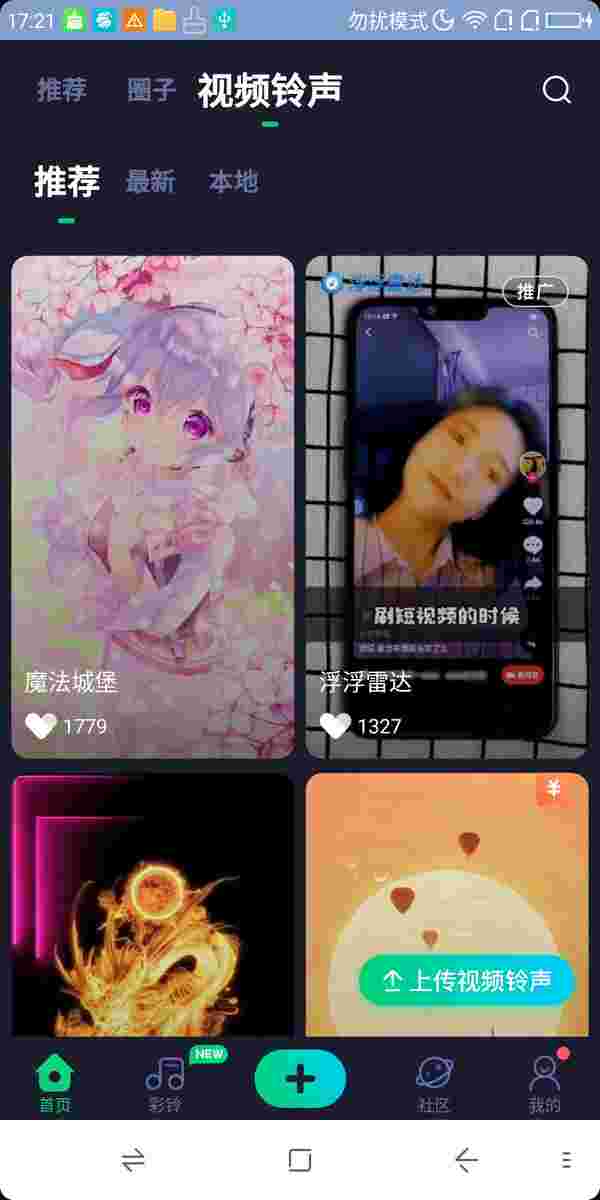 17:21
勿扰模式
推荐 圈子 视频铃声
推荐 最新 本地
推广
刷短视频的时候
魔法城堡
1779
浮浮雷达
1327
¥
上传视频铃声
NEW
首页 彩铃 社区 我的